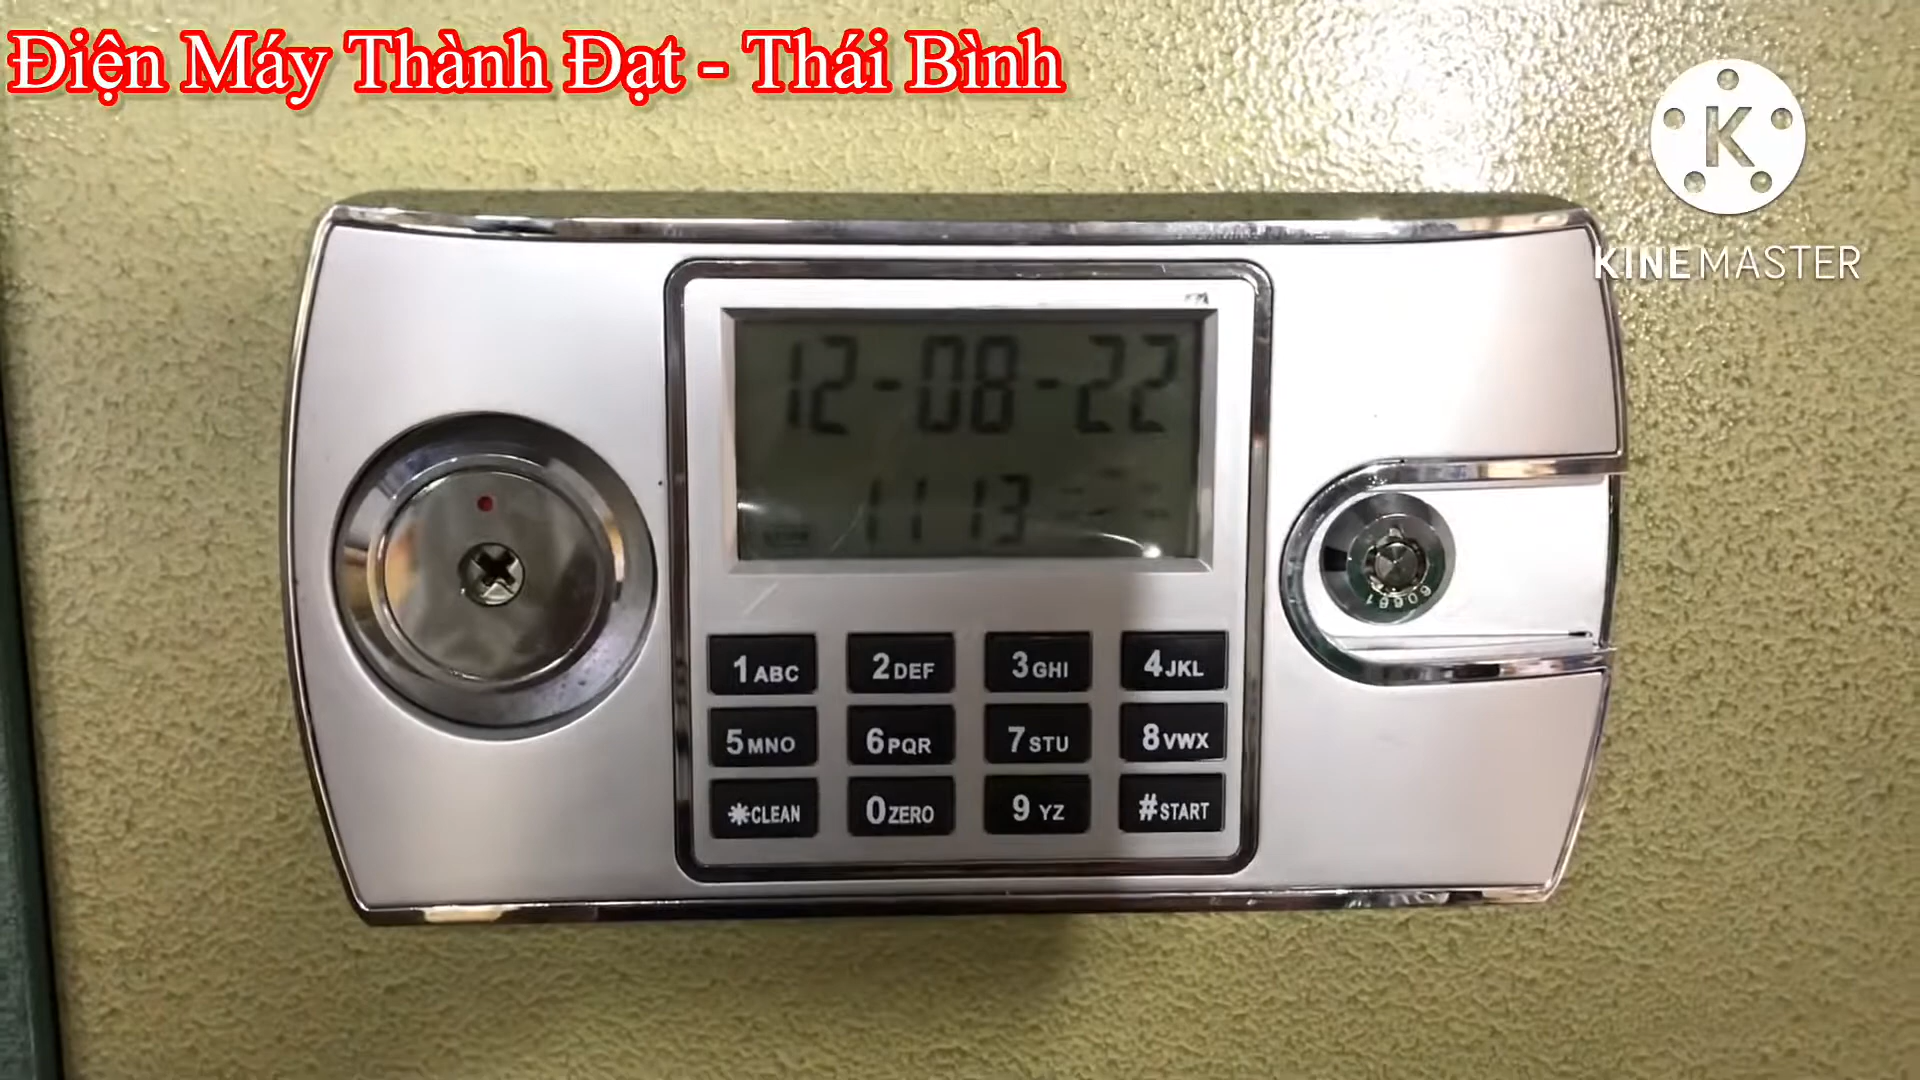 Điện Máy Thành Đạt - Thái Bình
K
KINEMASTER
12-08-22
11 13
1ABC 2DEF 3GHI 4JKL
5MNO 6PQR 7STU 8VWX
*CLEAN 0ZERO 9 YZ #START